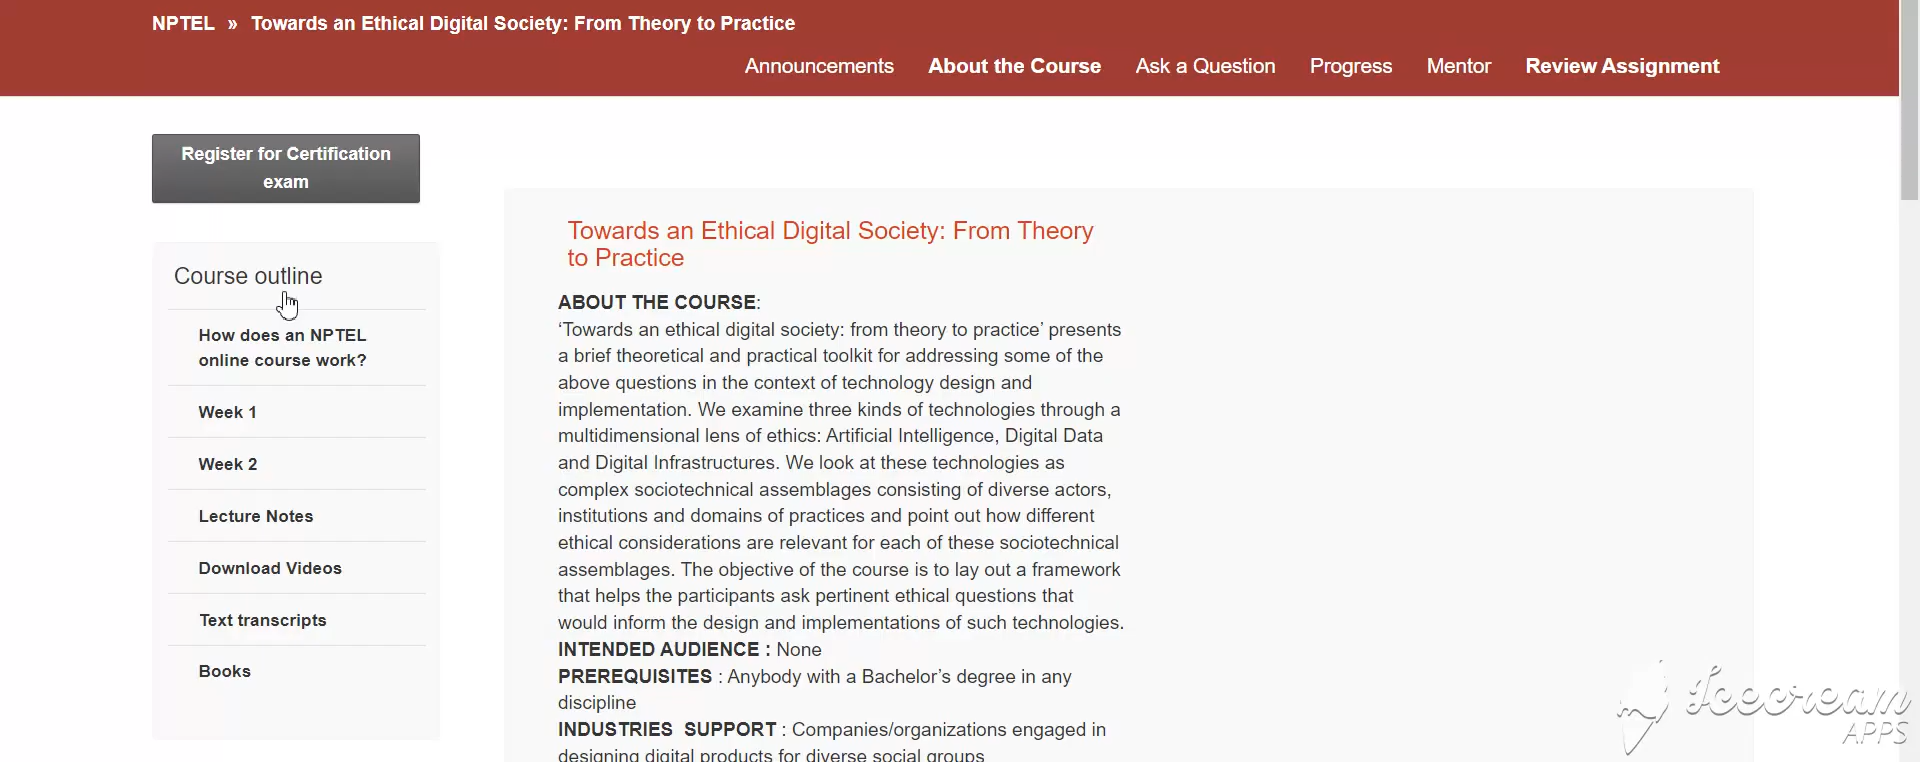 NPTEL » Towards an Ethical Digital Society: From Theory to Practice
Announcements About the Course Ask a Question Progress Mentor Review Assignment
Register for Certification
exam
Course outline
How does an NPTEL
online course work?
Week 1
Week 2
Lecture Notes
Download Videos
Text transcripts
Books
Towards an Ethical Digital Society: From Theory
to Practice
ABOUT THE COURSE:
‘Towards an ethical digital society: from theory to practice’ presents
a brief theoretical and practical toolkit for addressing some of the
above questions in the context of technology design and
implementation. We examine three kinds of technologies through a
multidimensional lens of ethics: Artificial Intelligence, Digital Data
and Digital Infrastructures. We look at these technologies as
complex sociotechnical assemblages consisting of diverse actors,
institutions and domains of practices and point out how different
ethical considerations are relevant for each of these sociotechnical
assemblages. The objective of the course is to lay out a framework
that helps the participants ask pertinent ethical questions that
would inform the design and implementations of such technologies.
INTENDED AUDIENCE : None
PREREQUISITES : Anybody with a Bachelor’s degree in any
discipline
INDUSTRIES SUPPORT : Companies/organizations engaged in
designing digital products for diverse social groups
Icecream
APPS